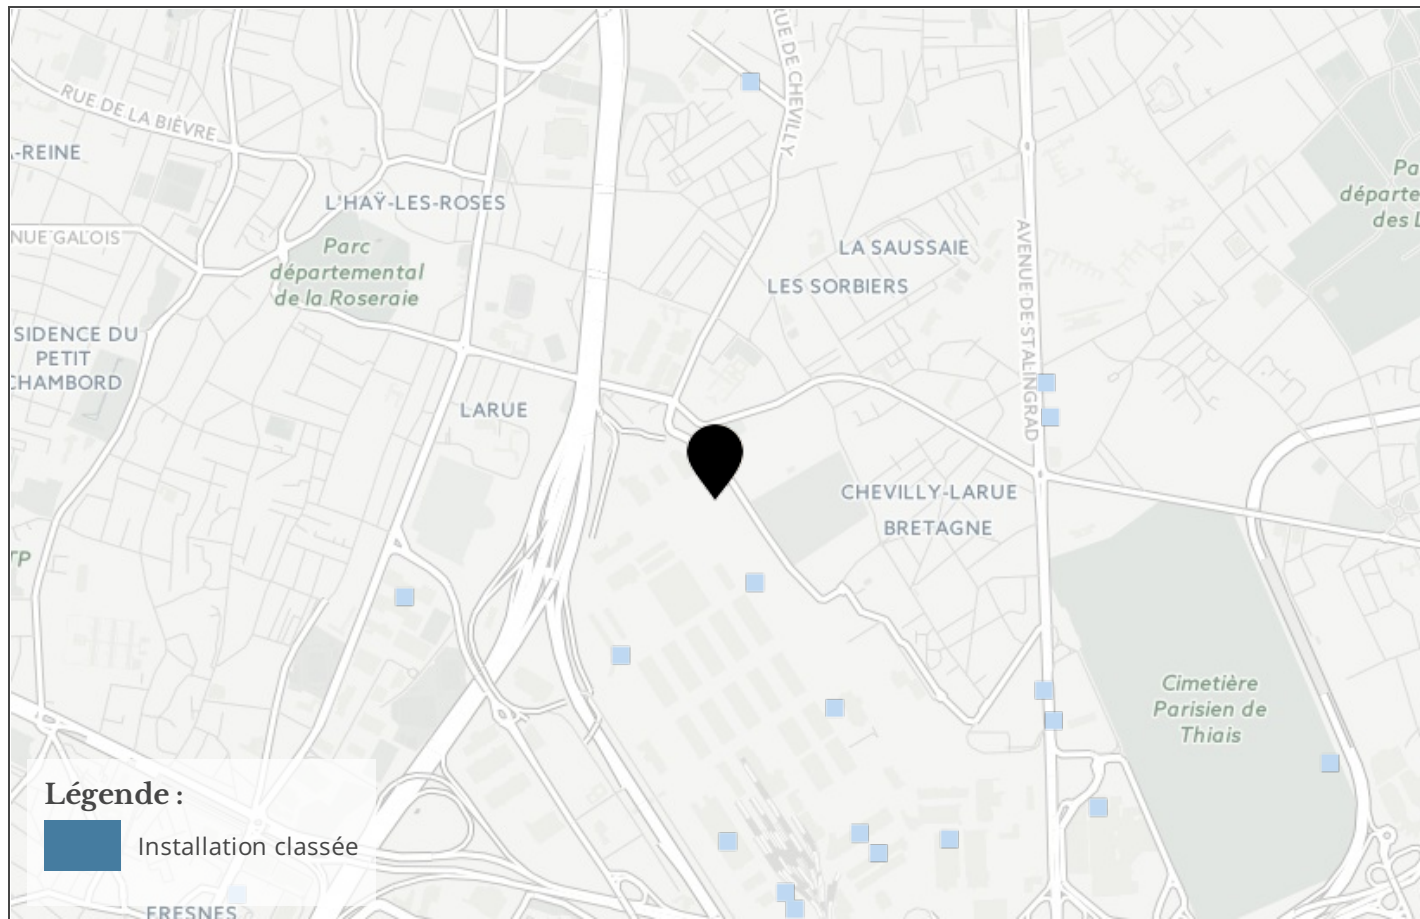 RUE DE CHEVILLY
RUE DE LA BIÈVRE
-REINE
L'HAŸ-LES-ROSES
NUE GALOIS
Parc
départemental
de la Roseraie
LA SAUSSAIE
LES SORBIERS
AVENUE DE STALINGRAD
Pa
départe
des L
SIDENCE DU
PETIT
CHAMBORD
LARUE
CHEVILLY-LARUE
BRETAGNE
TP
Cimetière
Parisien de
Thiais
Légende :
Installation classée
FRESNES